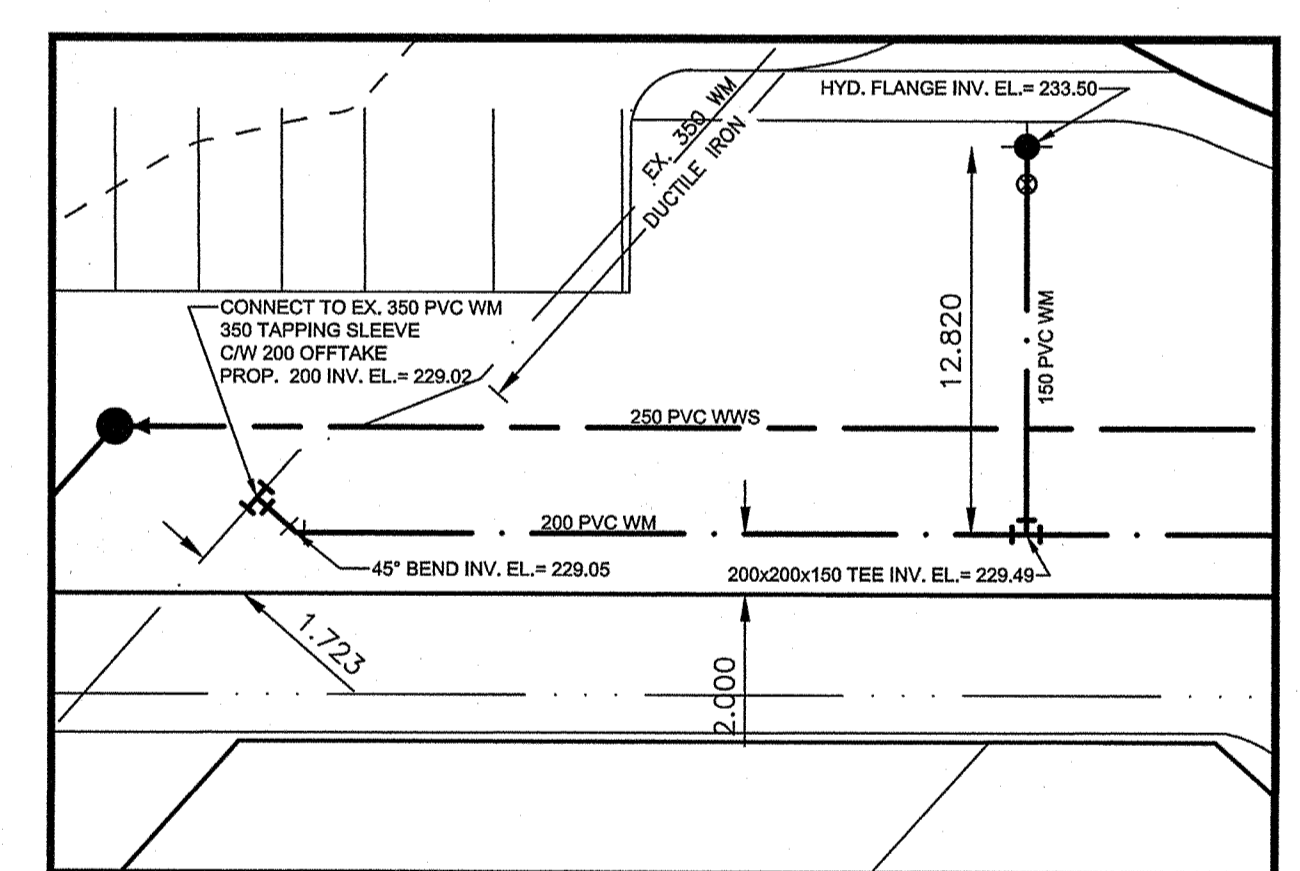 HYD. FLANGE INV. EL.= 233.50
EX. 350 WM
DUCTILE IRON
CONNECT TO EX. 350 PVC WM
350 TAPPING SLEEVE
C/W 200 OFFTAKE
PROP. 200 INV. EL.= 229.02
12.820
150 PVC WM
250 PVC WWS
200 PVC WM
45° BEND INV. EL.= 229.05
200x200x150 TEE INV. EL.= 229.49
1.723
2.000